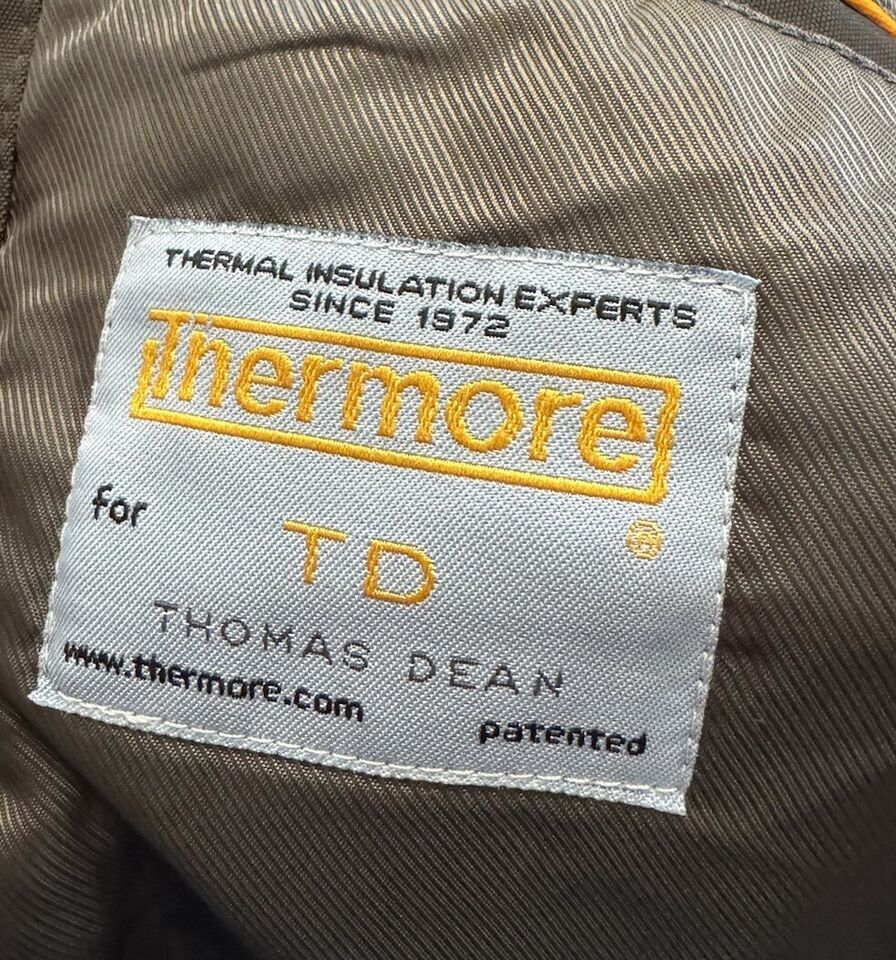 THERMAL INSULATION EXPERTS
SINCE 1972
Thermore
®
for
TD
THOMAS DEAN
www.thermore.com
patented